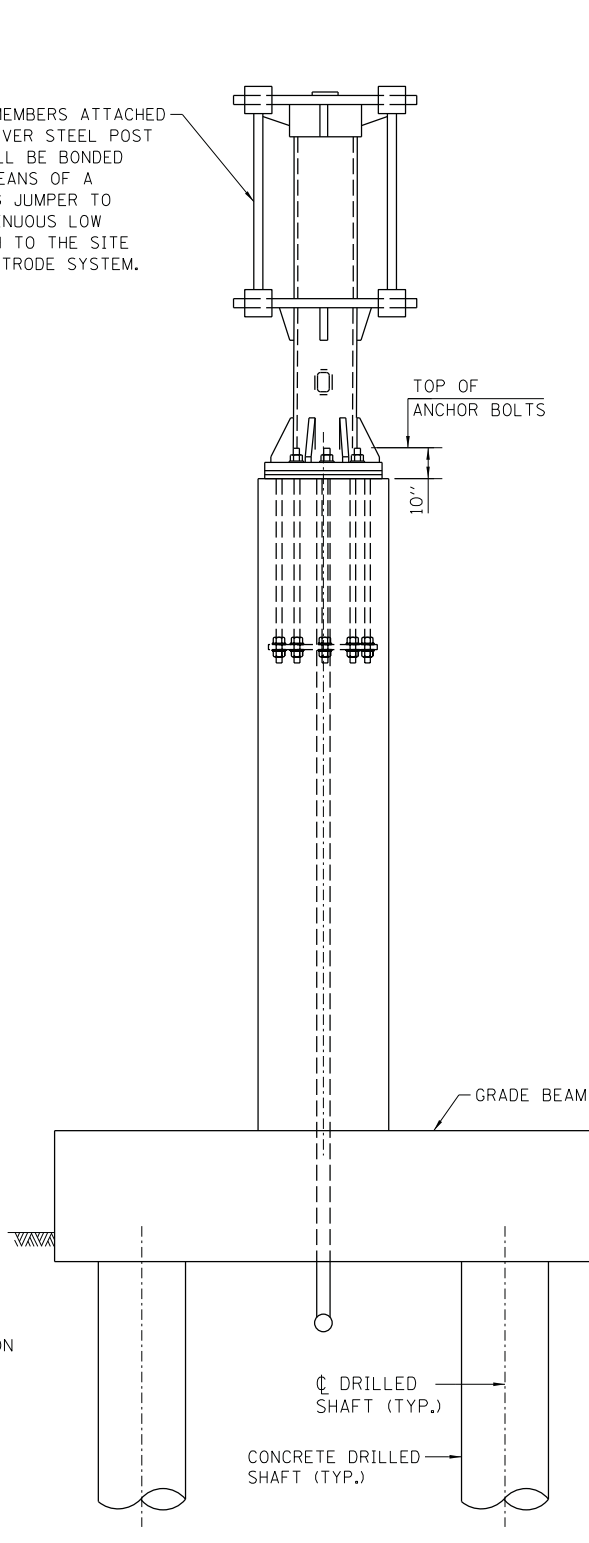 MEMBERS ATTACHED
VER STEEL POST
LL BE BONDED
EANS OF A
S JUMPER TO
ENUOUS LOW
TO THE SITE
TRODE SYSTEM.
TOP OF
ANCHOR BOLTS
10"
GRADE BEAM
ON
℄ DRILLED
SHAFT (TYP.)
CONCRETE DRILLED
SHAFT (TYP.)